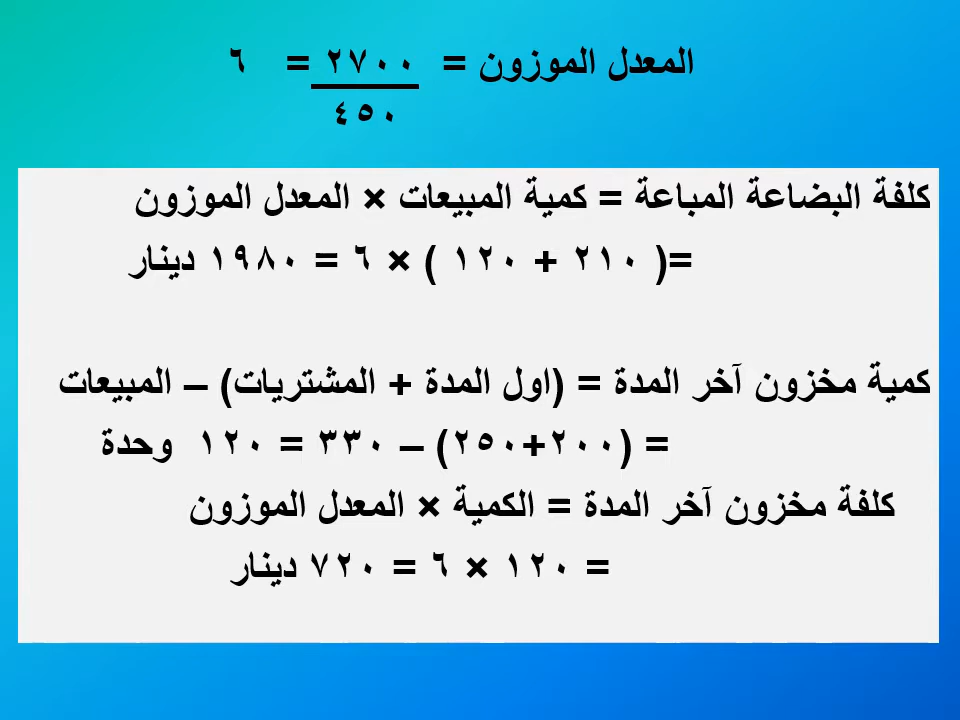 المعدل الموزون = ٢٧٠٠ = ٦
٤٥٠
كلفة البضاعة المباعة = كمية المبيعات × المعدل الموزون
=( ٢١٠ + ١٢٠ ) × ٦ = ١٩٨٠ دينار
كمية مخزون آخر المدة = (اول المدة + المشتريات) – المبيعات
= (٢٠٠+٢٥٠) – ٣٣٠ = ١٢٠ وحدة
كلفة مخزون آخر المدة = الكمية × المعدل الموزون
= ١٢٠ × ٦ = ٧٢٠ دينار